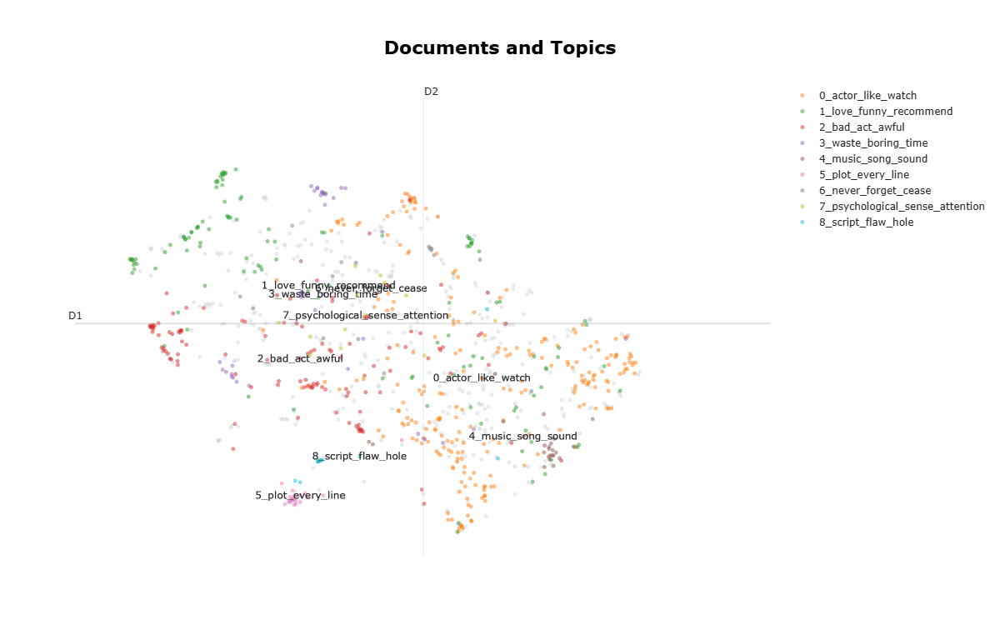 Documents and Topics
D2
0_actor_like_watch
1_love_funny_recommend
2_bad_act_awful
3_waste_boring_time
4_music_song_sound
5_plot_every_line
6_never_forget_cease
7_psychological_sense_attention
8_script_flaw_hole
1_love_funny_recommend
6_never_forget_cease
3_waste_boring_time
D1
7_psychological_sense_attention
2_bad_act_awful
0_actor_like_watch
4_music_song_sound
8_script_flaw_hole
5_plot_every_line